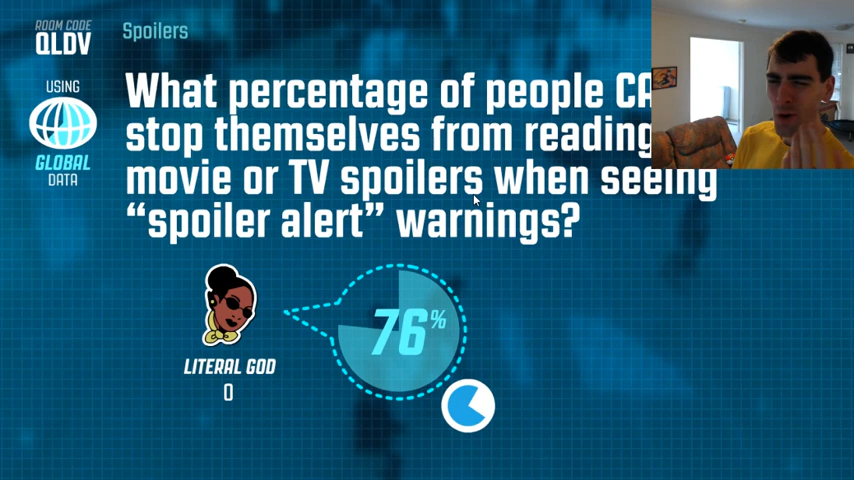 ROOM CODE
QLDV
Spoilers
USING
GLOBAL
DATA
What percentage of people
stop themselves from reading
movie or TV spoilers when seeing
“spoiler alert” warnings?
76%
LITERAL GOD
0